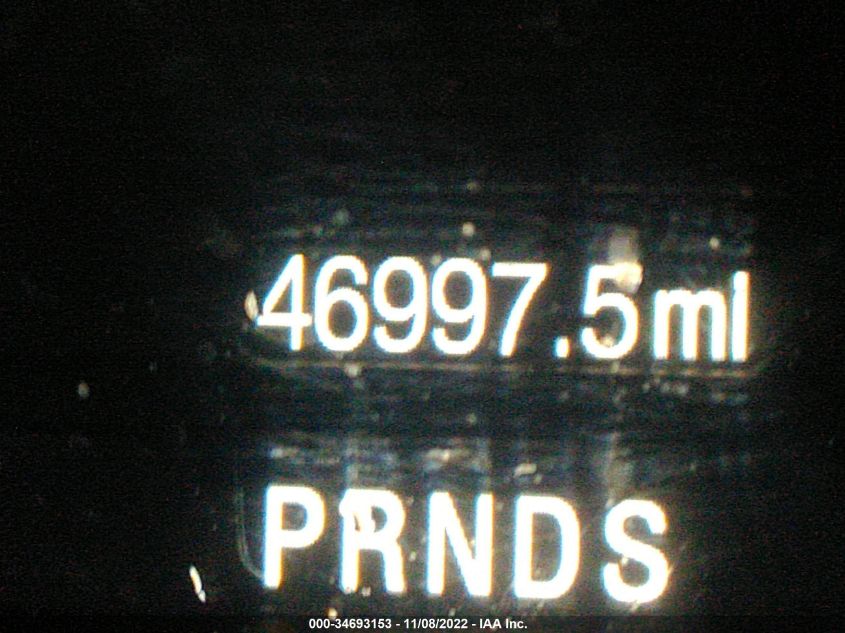 46997.5mi
PRNDS
000-34693153 - 11/08/2022 - IAA Inc.